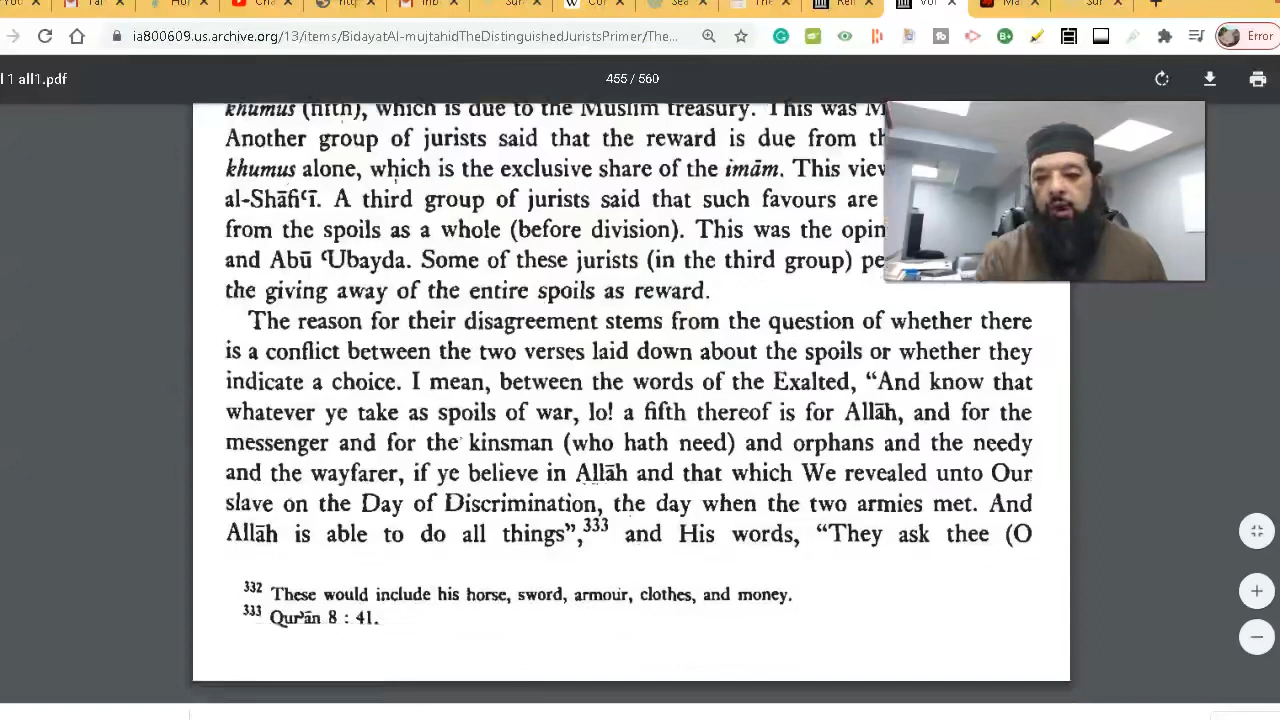 Error
ia800609.us.archive.org/13/items/BidayatAl-mujtahidTheDistinguishedJuristsPrimer/The...
l 1 all1.pdf
455 / 560
khumus (fifth), which is due to the Muslim treasury. This was M
Another group of jurists said that the reward is due from th
khumus alone, which is the exclusive share of the imām. This view
al-Shāfiʿī. A third group of jurists said that such favours are
from the spoils as a whole (before division). This was the opin
and Abū ʿUbayda. Some of these jurists (in the third group) pe
the giving away of the entire spoils as reward.
The reason for their disagreement stems from the question of whether there
is a conflict between the two verses laid down about the spoils or whether they
indicate a choice. I mean, between the words of the Exalted, “And know that
whatever ye take as spoils of war, lo! a fifth thereof is for Allāh, and for the
messenger and for the kinsman (who hath need) and orphans and the needy
and the wayfarer, if ye believe in Allāh and that which We revealed unto Our
slave on the Day of Discrimination, the day when the two armies met. And
Allāh is able to do all things”,333 and His words, “They ask thee (O
332 These would include his horse, sword, armour, clothes, and money.
333 Qurʾān 8 : 41.